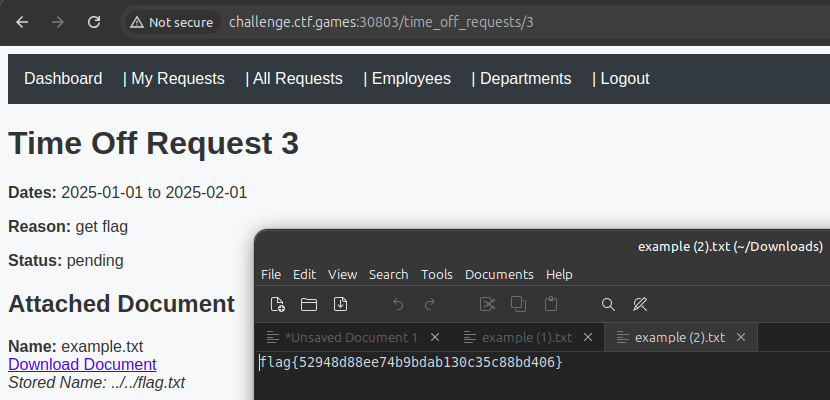 Not secure challenge.ctf.games:30803/time_off_requests/3
Dashboard | My Requests | All Requests | Employees | Departments | Logout
Time Off Request 3
Dates: 2025-01-01 to 2025-02-01
Reason: get flag
Status: pending
Attached Document
Name: example.txt
Download Document
Stored Name: ../../flag.txt
example (2).txt (~/Downloads)
File Edit View Search Tools Documents Help
*Unsaved Document 1 example (1).txt example (2).txt
flag{52948d88ee74b9bdab130c35c88bd406}